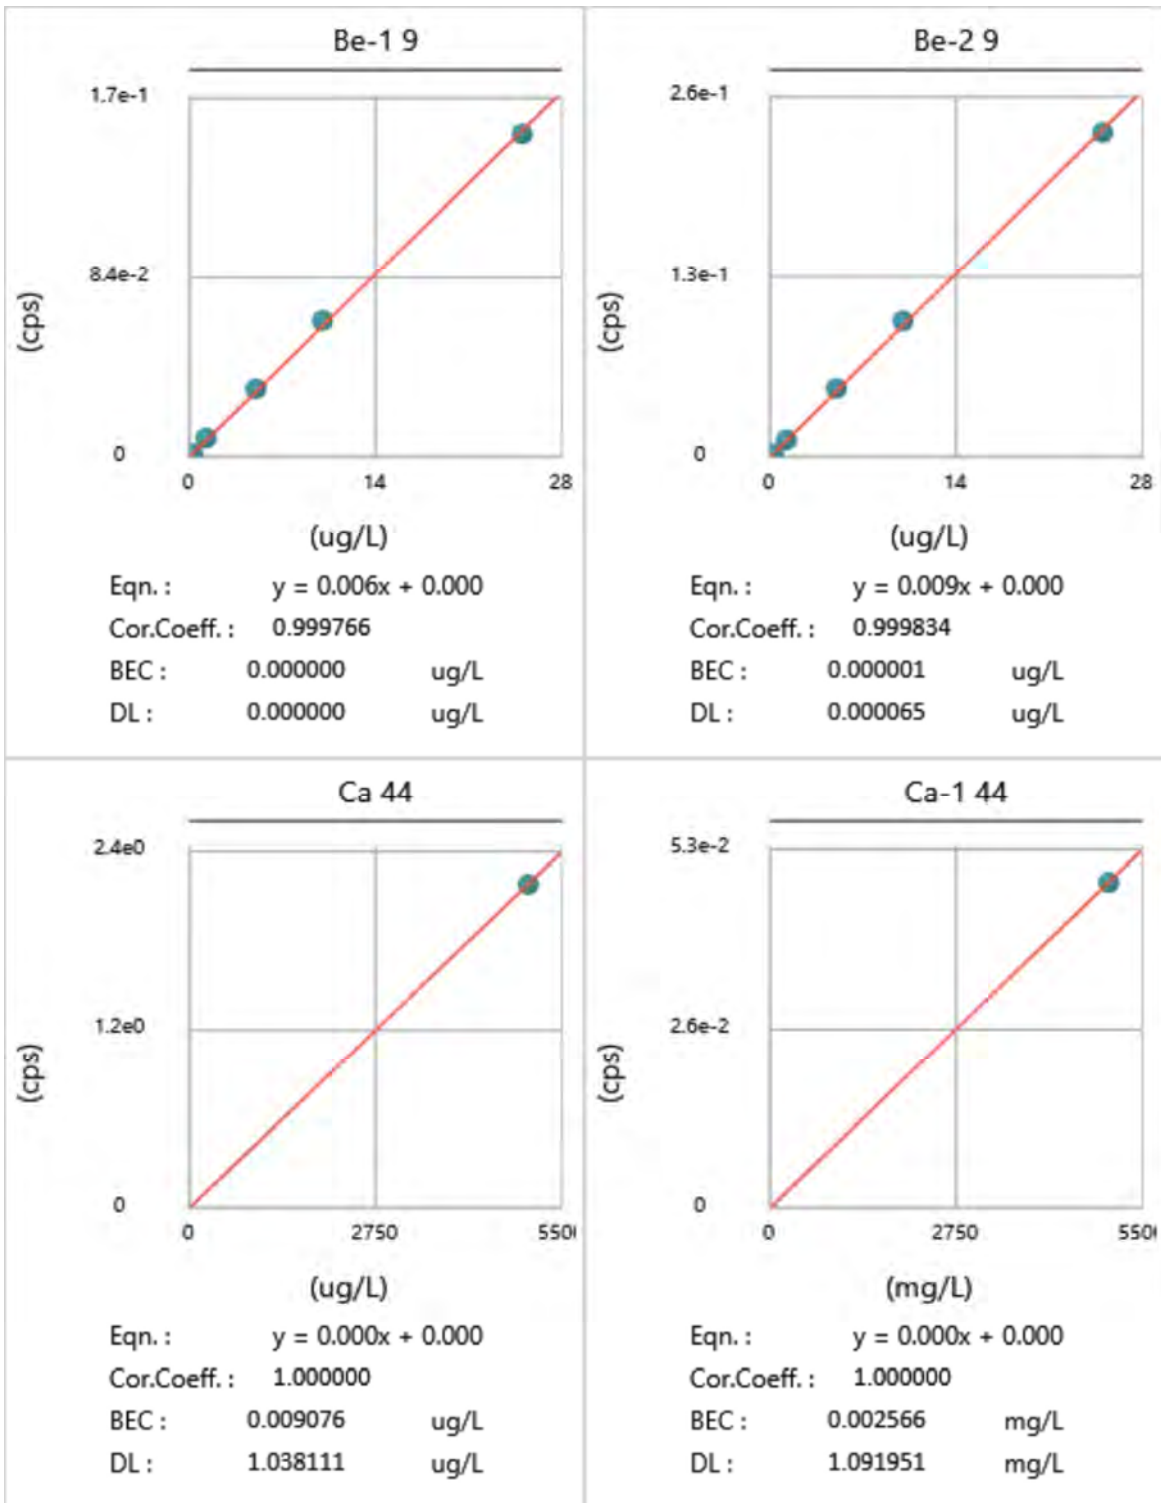 Be-1 9
1.7e-1
8.4e-2
0
(cps)
0 14 28
(ug/L)
Eqn. : y = 0.006x + 0.000
Cor.Coeff. : 0.999766
BEC : 0.000000 ug/L
DL : 0.000000 ug/L
Be-2 9
2.6e-1
1.3e-1
0
(cps)
0 14 28
(ug/L)
Eqn. : y = 0.009x + 0.000
Cor.Coeff. : 0.999834
BEC : 0.000001 ug/L
DL : 0.000065 ug/L
Ca 44
2.4e0
1.2e0
0
(cps)
0 2750
(ug/L)
Eqn. : y = 0.000x + 0.000
Cor.Coeff. : 1.000000
BEC : 0.009076 ug/L
DL : 1.038111 ug/L
Ca-1 44
5.3e-2
2.6e-2
0
(cps)
0 2750
(mg/L)
Eqn. : y = 0.000x + 0.000
Cor.Coeff. : 1.000000
BEC : 0.002566 mg/L
DL : 1.091951 mg/L